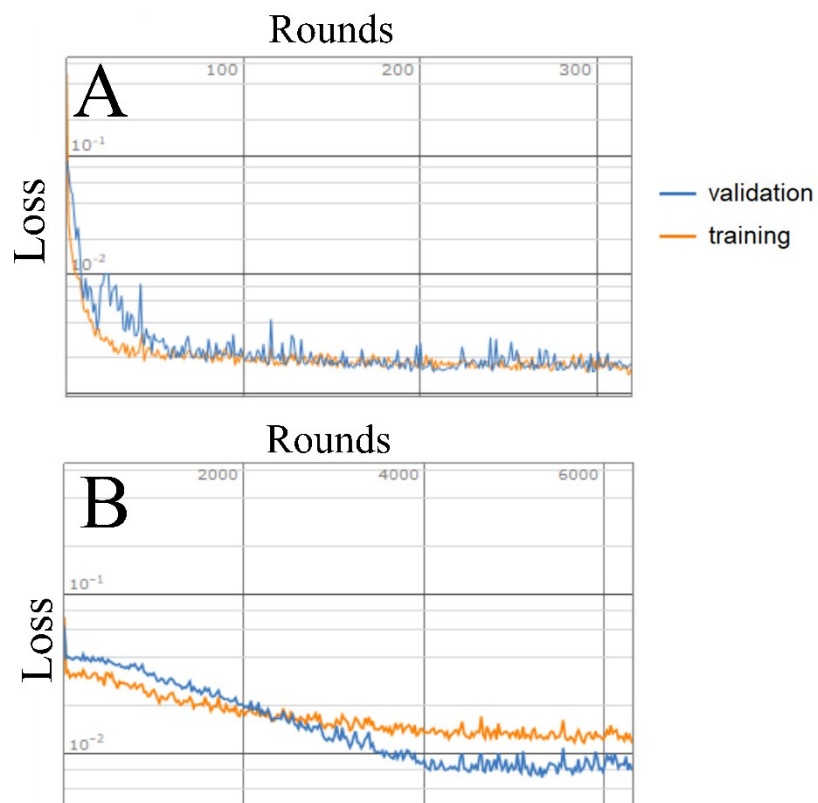 Rounds
A
100
200
300
10⁻¹
10⁻²
Loss
validation
training
Rounds
B
2000
4000
6000
10⁻¹
10⁻²
Loss